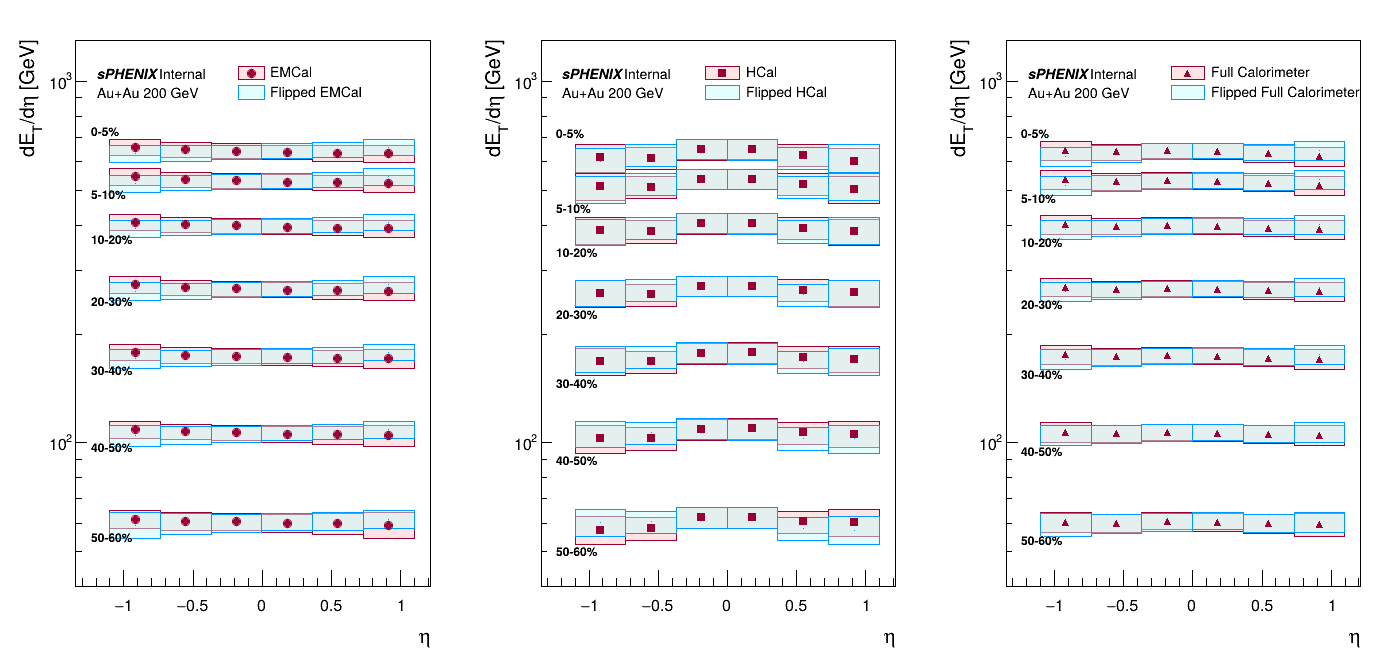 dE_T/dη [GeV]
10^3
10^2
sPHENIX Internal
Au+Au 200 GeV
EMCal
Flipped EMCal
0-5%
5-10%
10-20%
20-30%
30-40%
40-50%
50-60%
−1 −0.5 0 0.5 1
η
dE_T/dη [GeV]
10^3
10^2
sPHENIX Internal
Au+Au 200 GeV
HCal
Flipped HCal
0-5%
5-10%
10-20%
20-30%
30-40%
40-50%
50-60%
−1 −0.5 0 0.5 1
η
dE_T/dη [GeV]
10^3
10^2
sPHENIX Internal
Au+Au 200 GeV
Full Calorimeter
Flipped Full Calorimeter
0-5%
5-10%
10-20%
20-30%
30-40%
40-50%
50-60%
−1 −0.5 0 0.5 1
η